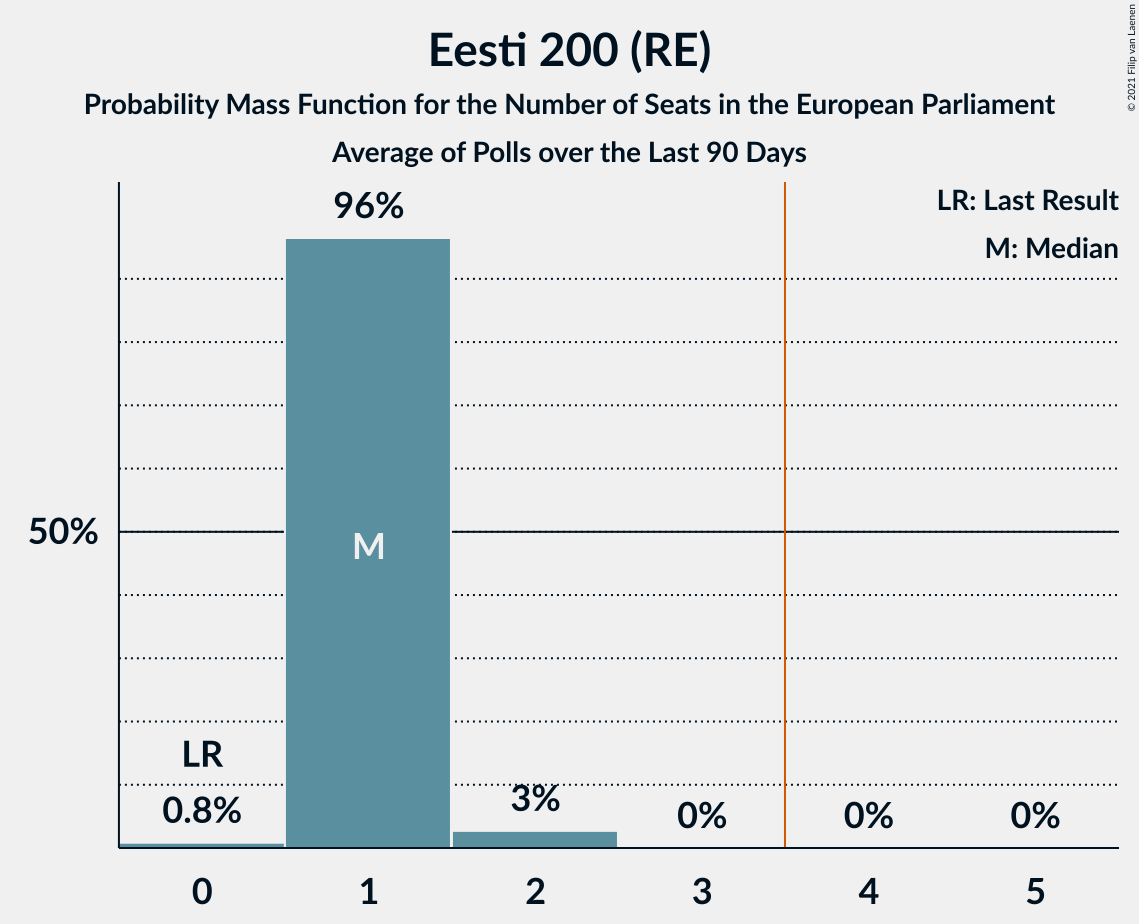 Eesti 200 (RE)
Probability Mass Function for the Number of Seats in the European Parliament
Average of Polls over the Last 90 Days
© 2021 Filip van Laenen
LR: Last Result
M: Median
96%
50%
M
LR
0.8%
3%
0%
0%
0%
0
1
2
3
4
5